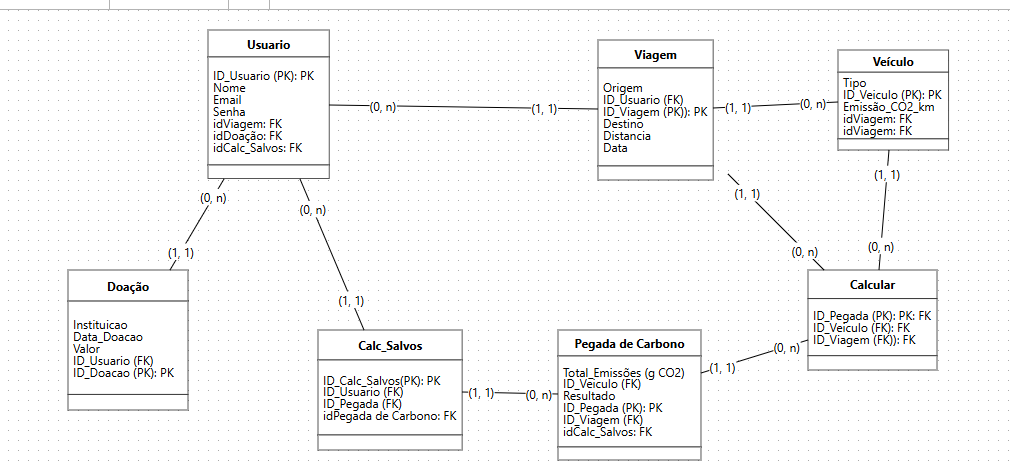 Usuario
ID_Usuario (PK): PK
Nome
Email
Senha
idViagem: FK
idDoação: FK
idCalc_Salvos: FK
(0, n)
(1, 1)
Viagem
Origem
ID_Usuario (FK)
ID_Viagem (PK)): PK
Destino
Distancia
Data
(1, 1)
(0, n)
Veículo
Tipo
ID_Veiculo (PK): PK
Emissão_CO2_km
idViagem: FK
idViagem: FK
(0, n)
(1, 1)
(0, n)
(1, 1)
(1, 1)
(0, n)
(1, 1)
(0, n)
Doação
Instituicao
Data_Doacao
Valor
ID_Usuario (FK)
ID_Doacao (PK): PK
Calc_Salvos
ID_Calc_Salvos(PK): PK
ID_Usuario (FK)
ID_Pegada (FK)
idPegada de Carbono: FK
(1, 1)
(0, n)
Pegada de Carbono
Total_Emissões (g CO2)
ID_Veiculo (FK)
Resultado
ID_Pegada (PK): PK
ID_Viagem (FK)
idCalc_Salvos: FK
(1, 1)
(0, n)
Calcular
ID_Pegada (PK): PK: FK
ID_Veiculo (FK): FK
ID_Viagem (FK)): FK